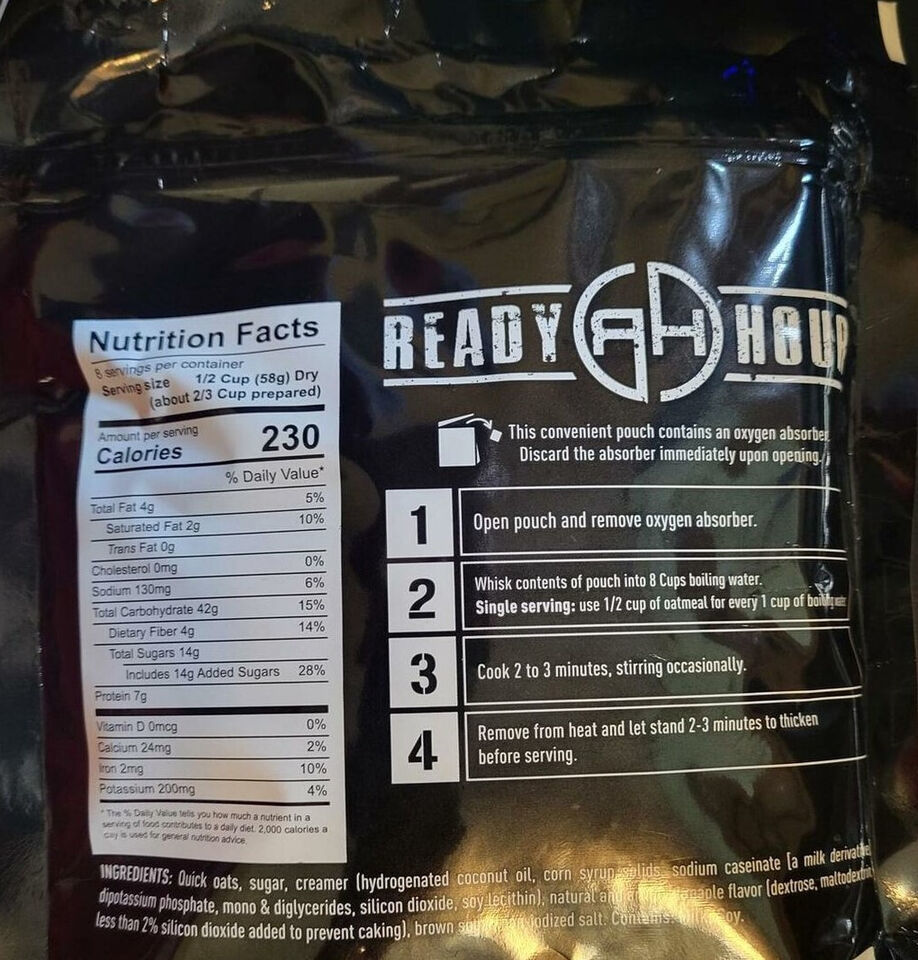 READY RH HOUR
Nutrition Facts
8 servings per container
Serving size 1/2 Cup (58g) Dry
(about 2/3 Cup prepared)
Amount per serving
Calories 230
% Daily Value*
Total Fat 4g 5%
Saturated Fat 2g 10%
Trans Fat 0g
Cholesterol 0mg 0%
Sodium 130mg 6%
Total Carbohydrate 42g 15%
Dietary Fiber 4g 14%
Total Sugars 14g
Includes 14g Added Sugars 28%
Protein 7g
Vitamin D 0mcg 0%
Calcium 24mg 2%
Iron 2mg 10%
Potassium 200mg 4%
* The % Daily Value tells you how much a nutrient in a
serving of food contributes to a daily diet. 2,000 calories a
day is used for general nutrition advice.
This convenient pouch contains an oxygen absorber
Discard the absorber immediately upon opening.
1 Open pouch and remove oxygen absorber.
2 Whisk contents of pouch into 8 Cups boiling water.
Single serving: use 1/2 cup of oatmeal for every 1 cup of boiling water
3 Cook 2 to 3 minutes, stirring occasionally.
4 Remove from heat and let stand 2-3 minutes to thicken
before serving.
INGREDIENTS: Quick oats, sugar, creamer (hydrogenated coconut oil, corn syrup solids, sodium caseinate [a milk
dipotassium phosphate, mono & diglycerides, silicon dioxide, soy lecithin), natural flavor (dextrose,
less than 2% silicon dioxide added to prevent caking), brown iodized salt. Contains: Soy.